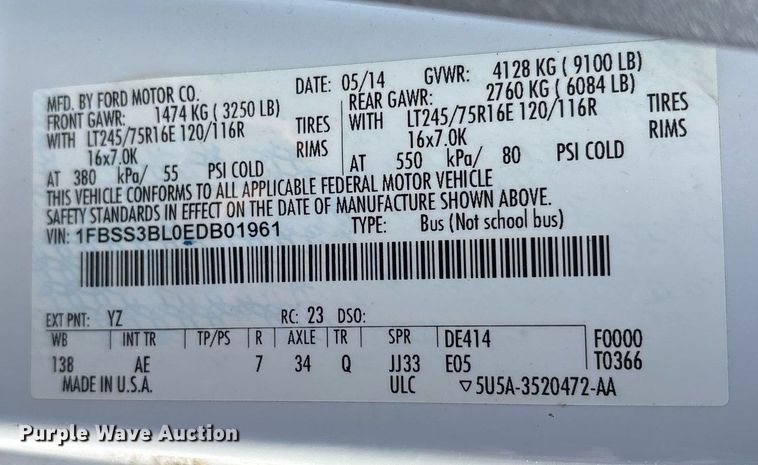 MFD. BY FORD MOTOR CO. DATE: 05/14 GVWR: 4128 KG ( 9100 LB)
FRONT GAWR: 1474 KG ( 3250 LB) REAR GAWR: 2760 KG ( 6084 LB)
WITH LT245/75R16E 120/116R TIRES WITH LT245/75R16E 120/116R TIRES
16x7.0K RIMS 16x7.0K RIMS
AT 380 kPa/ 55 PSI COLD AT 550 kPa/ 80 PSI COLD
THIS VEHICLE CONFORMS TO ALL APPLICABLE FEDERAL MOTOR VEHICLE
SAFETY STANDARDS IN EFFECT ON THE DATE OF MANUFACTURE SHOWN ABOVE.
VIN: 1FBSS3BL0EDB01961 TYPE: Bus (Not school bus)
EXT PNT: YZ RC: 23 DSO:
WB INT TR TP/PS R AXLE TR SPR DE414 F0000
138 AE 7 34 Q JJ33 E05 T0366
MADE IN U.S.A. ULC ▽5U5A-3520472-AA
Purple Wave Auction